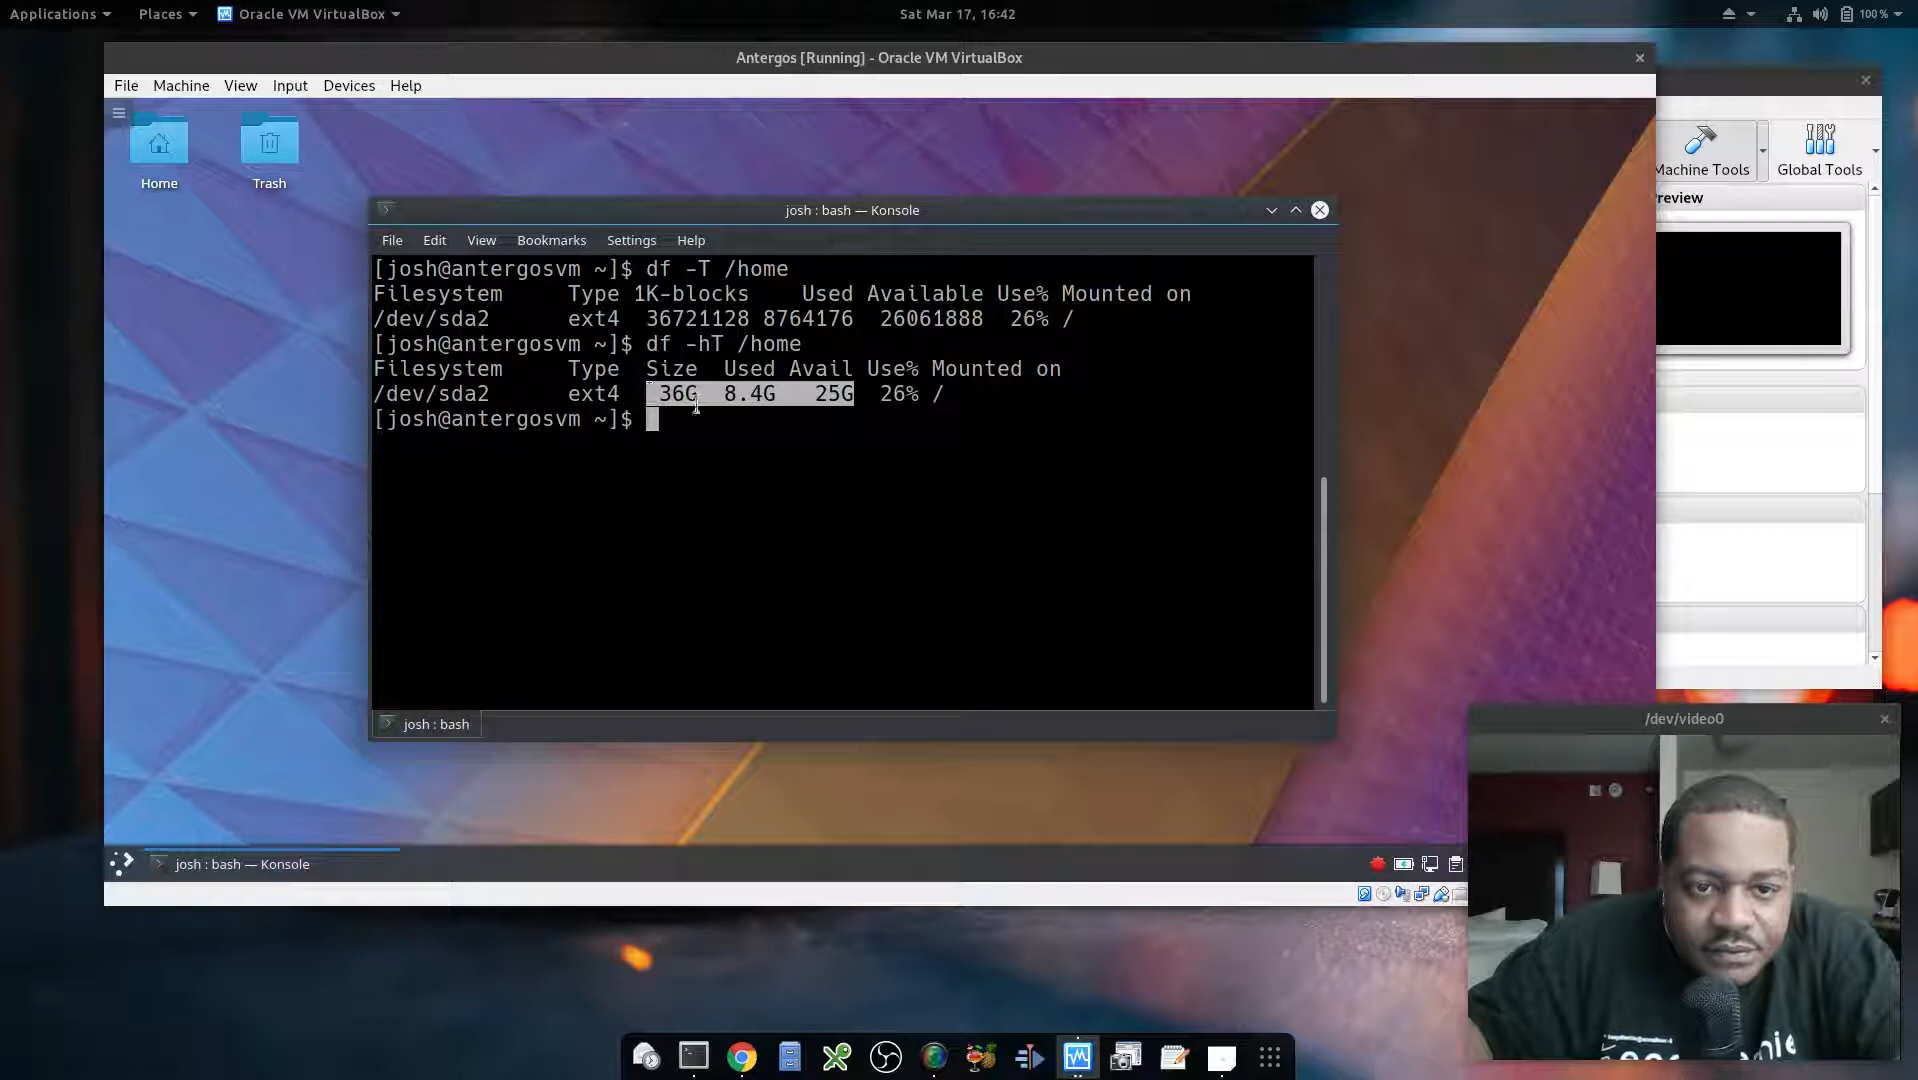 Applications Places Oracle VM VirtualBox Sat Mar 17, 16:42 100 %
Antergos [Running] - Oracle VM VirtualBox
File Machine View Input Devices Help
Home Trash
Machine Tools Global Tools
Preview
josh : bash — Konsole
File Edit View Bookmarks Settings Help
[josh@antergosvm ~]$ df -T /home
Filesystem Type 1K-blocks Used Available Use% Mounted on
/dev/sda2 ext4 36721128 8764176 26061888 26% /
[josh@antergosvm ~]$ df -hT /home
Filesystem Type Size Used Avail Use% Mounted on
/dev/sda2 ext4 36G 8.4G 25G 26% /
[josh@antergosvm ~]$
josh : bash
/dev/video0
josh : bash — Konsole